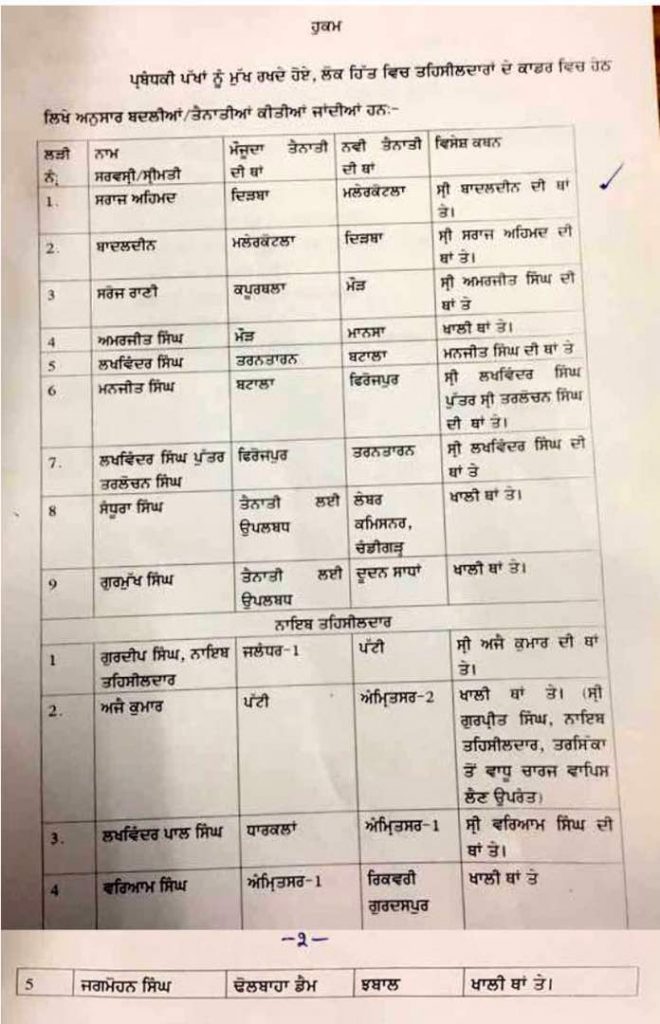 ਹੁਕਮ
ਪ੍ਰਬੰਧਕੀ ਪੱਖਾਂ ਨੂੰ ਮੁੱਖ ਰਖਦੇ ਹੋਏ, ਲੋਕ ਹਿੱਤ ਵਿਚ ਤਹਿਸੀਲਦਾਰਾਂ ਦੇ ਕਾਡਰ ਵਿਚ ਹੇਠ
ਲਿਖੇ ਅਨੁਸਾਰ ਬਦਲੀਆਂ/ਤੈਨਾਤੀਆਂ ਕੀਤੀਆਂ ਜਾਂਦੀਆਂ ਹਨ:-
ਲੜੀ ਨਾਮ ਮੌਜੂਦਾ ਤੈਨਾਤੀ ਨਵੀ ਤੈਨਾਤੀ ਵਿਸੇਸ਼ ਕਥਨ
ਨੰ: ਸਰਵਸ੍ਰੀ/ਸ੍ਰੀਮਤੀ ਦੀ ਥਾਂ ਦੀ ਥਾਂ
1. ਸਰਾਜ ਅਹਿਮਦ ਦਿੜਬਾ ਮਲੇਰਕੋਟਲਾ ਸ੍ਰੀ ਬਾਦਲਦੀਨ ਦੀ ਥਾਂ
ਤੇ।
2. ਬਾਦਲਦੀਨ ਮਲੇਰਕੋਟਲਾ ਦਿੜਬਾ ਸ੍ਰੀ ਸਰਾਜ ਅਹਿਮਦ ਦੀ
ਥਾਂ ਤੇ।
3 ਸਰੋਜ ਰਾਣੀ ਕਪੂਰਥਲਾ ਮੌੜ ਸ੍ਰੀ ਅਮਰਜੀਤ ਸਿੰਘ ਦੀ
ਥਾਂ ਤੇ
4 ਅਮਰਜੀਤ ਸਿੰਘ ਮੌੜ ਮਾਨਸਾ ਖਾਲੀ ਥਾਂ ਤੇ।
5 ਲਖਵਿੰਦਰ ਸਿੰਘ ਤਰਨਤਾਰਨ ਬਟਾਲਾ ਮਨਜੀਤ ਸਿੰਘ ਦੀ ਥਾਂ ਤੇ
6 ਮਨਜੀਤ ਸਿੰਘ ਬਟਾਲਾ ਫਿਰੋਜਪੁਰ ਸ੍ਰੀ ਲਖਵਿੰਦਰ ਸਿੰਘ
ਪੁੱਤਰ ਸ੍ਰੀ ਤਰਲੋਚਨ ਸਿੰਘ
ਦੀ ਥਾਂ ਤੇ।
7. ਲਖਵਿੰਦਰ ਸਿੰਘ ਪੁੱਤਰ ਫਿਰੋਜਪੁਰ ਤਰਨਤਾਰਨ ਸ੍ਰੀ ਲਖਵਿੰਦਰ ਸਿੰਘ ਦੀ
ਤਰਲੋਚਨ ਸਿੰਘ ਥਾਂ ਤੇ
8 ਸੰਧੂਰਾ ਸਿੰਘ ਤੈਨਾਤੀ ਲਈ ਲੇਬਰ ਖਾਲੀ ਥਾਂ ਤੇ।
ਉਪਲਬਧ ਕਮਿਸਨਰ,
ਚੰਡੀਗੜ੍ਹ
9 ਗੁਰਮੁੱਖ ਸਿੰਘ ਤੈਨਾਤੀ ਲਈ ਦੂਦਨ ਸਾਧਾਂ ਖਾਲੀ ਥਾਂ ਤੇ।
ਉਪਲਬਧ
ਨਾਇਬ ਤਹਿਸੀਲਦਾਰ
1 ਗੁਰਦੀਪ ਸਿੰਘ, ਨਾਇਬ ਜਲੰਧਰ-1 ਪੱਟੀ ਸ੍ਰੀ ਅਜੈ ਕੁਮਾਰ ਦੀ ਥਾਂ
ਤਹਿਸੀਲਦਾਰ ਤੇ।
2. ਅਜੈ ਕੁਮਾਰ ਪੱਟੀ ਅੰਮ੍ਰਿਤਸਰ-2 ਖਾਲੀ ਥਾਂ ਤੇ। (ਸ੍ਰੀ
ਗੁਰਪ੍ਰੀਤ ਸਿੰਘ, ਨਾਇਬ
ਤਹਿਸੀਲਦਾਰ, ਤਰਸਿੱਕਾ
ਤੋਂ ਵਾਧੂ ਚਾਰਜ ਵਾਪਿਸ
ਲੈਣ ਉਪਰੰਤ)
3. ਲਖਵਿੰਦਰ ਪਾਲ ਸਿੰਘ ਧਾਰਕਲਾਂ ਅੰਮ੍ਰਿਤਸਰ-1 ਸ੍ਰੀ ਵਰਿਆਮ ਸਿੰਘ ਦੀ
ਥਾਂ ਤੇ।
4 ਵਰਿਆਮ ਸਿੰਘ ਅੰਮ੍ਰਿਤਸਰ-1 ਰਿਕਵਰੀ ਖਾਲੀ ਥਾਂ ਤੇ
ਗੁਰਦਸਪੁਰ
-੨-
5 ਜਗਮੋਹਨ ਸਿੰਘ ਢੋਲਬਾਹਾ ਡੈਮ ਝਬਾਲ ਖਾਲੀ ਥਾਂ ਤੇ।